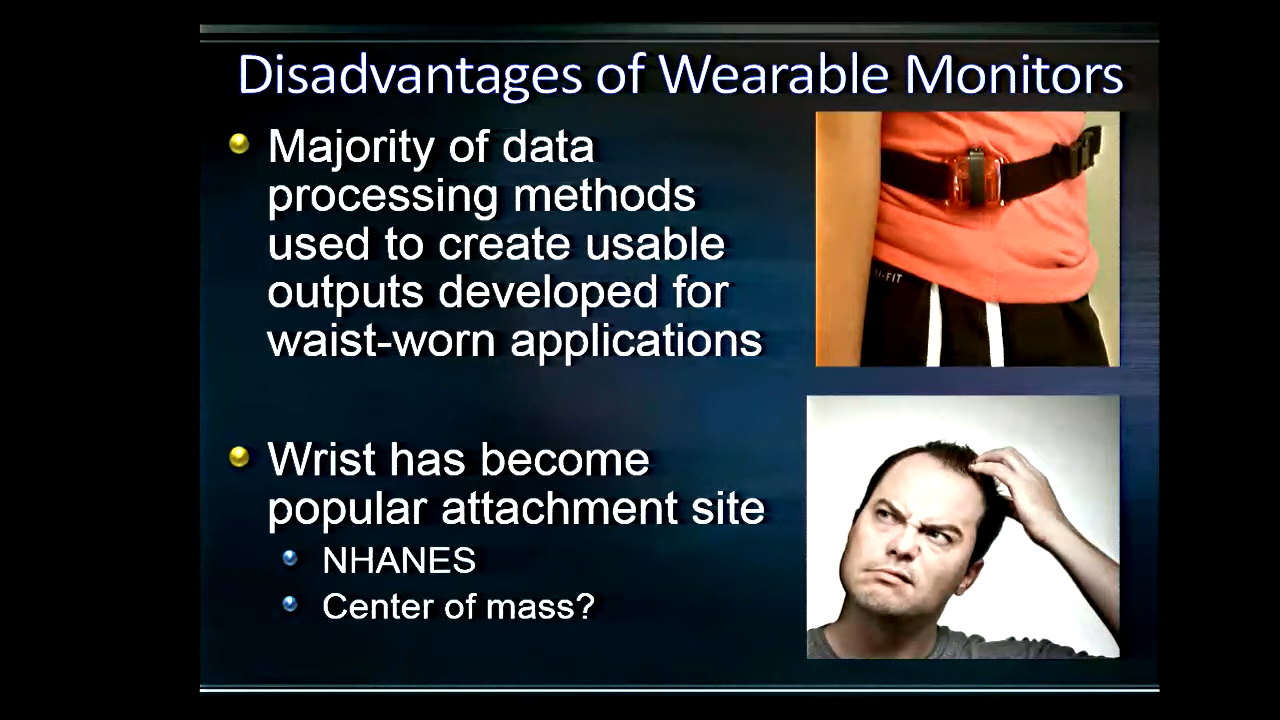 Disadvantages of Wearable Monitors
Majority of data
processing methods
used to create usable
outputs developed for
waist-worn applications
I-FIT
Wrist has become
popular attachment site
NHANES
Center of mass?